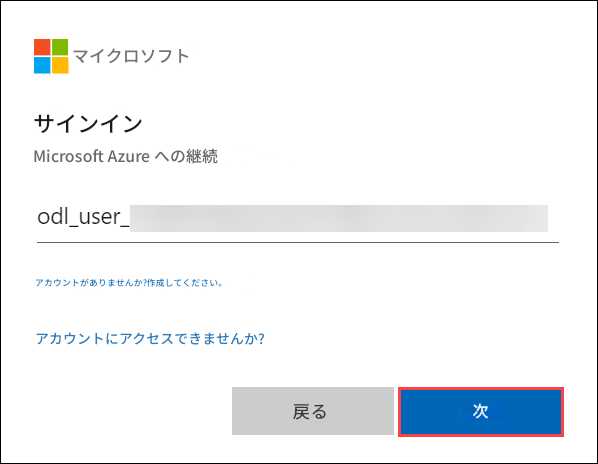 マイクロソフト
サインイン
Microsoft Azure への継続
odl_user_
アカウントがありませんか?作成してください。
アカウントにアクセスできませんか?
戻る
次